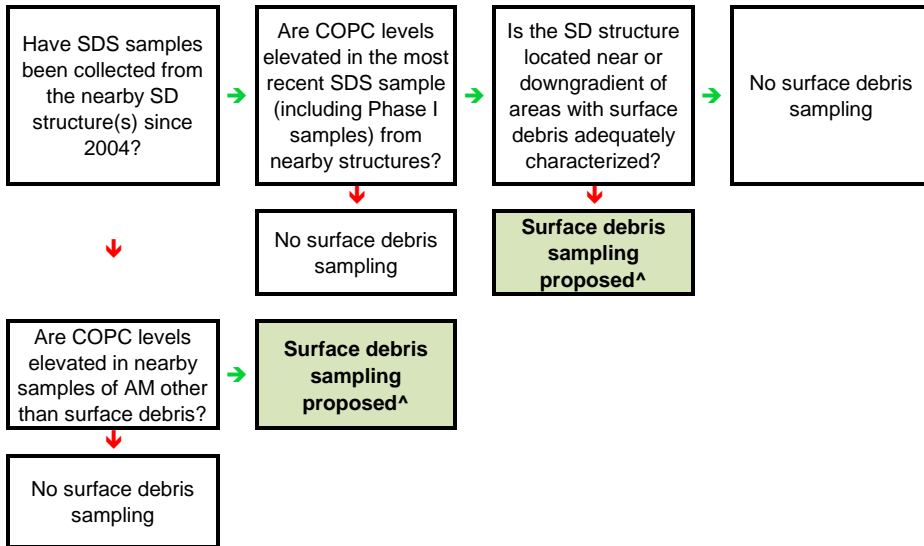 Have SDS samples
been collected from
the nearby SD
structure(s) since
2004?
Are COPC levels
elevated in the most
recent SDS sample
(including Phase I
samples) from
nearby structures?
Is the SD structure
located near or
downgradient of
areas with surface
debris adequately
characterized?
No surface debris
sampling
No surface debris
sampling
Surface debris
sampling
proposed^
Are COPC levels
elevated in nearby
samples of AM other
than surface debris?
Surface debris
sampling
proposed^
No surface debris
sampling